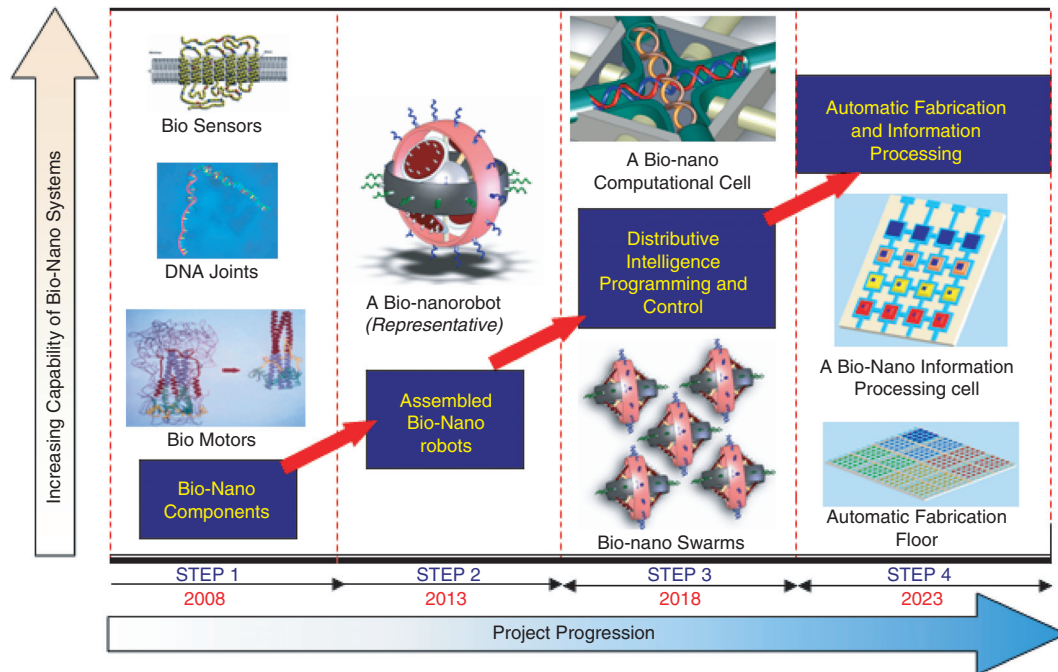 Increasing Capability of Bio-Nano Systems
Bio Sensors
DNA Joints
Bio Motors
Bio-Nano
Components
A Bio-nanorobot
(Representative)
Assembled
Bio-Nano
robots
A Bio-nano
Computational Cell
Distributive
Intelligence
Programming and
Control
Bio-nano Swarms
Automatic Fabrication
and Information
Processing
A Bio-Nano Information
Processing cell
Automatic Fabrication
Floor
STEP 1
STEP 2
STEP 3
STEP 4
2008
2013
2018
2023
Project Progression